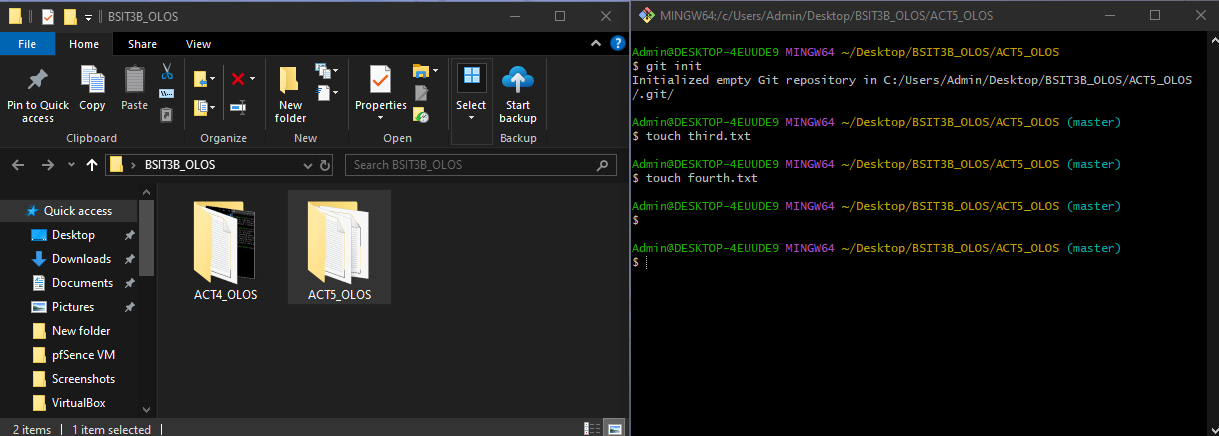 BSIT3B_OLOS
File
Home
Share
View
Pin to Quick access
Copy
Paste
New folder
Properties
Select
Start backup
Clipboard
Organize
New
Open
Backup
BSIT3B_OLOS
Search BSIT3B_OLOS
Quick access
Desktop
Downloads
Documents
Pictures
New folder
pfSence VM
Screenshots
VirtualBox
ACT4_OLOS
ACT5_OLOS
2 items
1 item selected
MINGW64:/c/Users/Admin/Desktop/BSIT3B_OLOS/ACT5_OLOS
Admin@DESKTOP-4EUUDE9 MINGW64 ~/Desktop/BSIT3B_OLOS/ACT5_OLOS
$ git init
Initialized empty Git repository in C:/Users/Admin/Desktop/BSIT3B_OLOS/ACT5_OLOS
/.git/
Admin@DESKTOP-4EUUDE9 MINGW64 ~/Desktop/BSIT3B_OLOS/ACT5_OLOS (master)
$ touch third.txt
Admin@DESKTOP-4EUUDE9 MINGW64 ~/Desktop/BSIT3B_OLOS/ACT5_OLOS (master)
$ touch fourth.txt
Admin@DESKTOP-4EUUDE9 MINGW64 ~/Desktop/BSIT3B_OLOS/ACT5_OLOS (master)
$
Admin@DESKTOP-4EUUDE9 MINGW64 ~/Desktop/BSIT3B_OLOS/ACT5_OLOS (master)
$